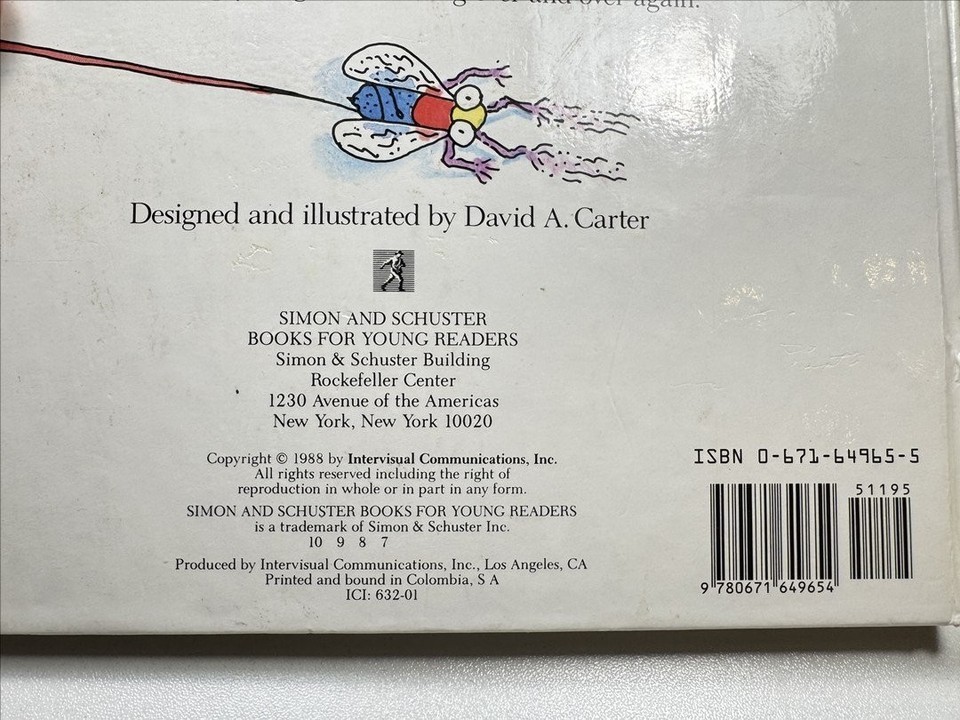 over and over again.
Designed and illustrated by David A. Carter
SIMON AND SCHUSTER
BOOKS FOR YOUNG READERS
Simon & Schuster Building
Rockefeller Center
1230 Avenue of the Americas
New York, New York 10020
Copyright © 1988 by Intervisual Communications, Inc.
All rights reserved including the right of
reproduction in whole or in part in any form.
SIMON AND SCHUSTER BOOKS FOR YOUNG READERS
is a trademark of Simon & Schuster Inc.
10 9 8 7
Produced by Intervisual Communications, Inc., Los Angeles, CA
Printed and bound in Colombia, S A
ICI: 632-01
ISBN 0-671-64965-5
51195
9 780671 649654